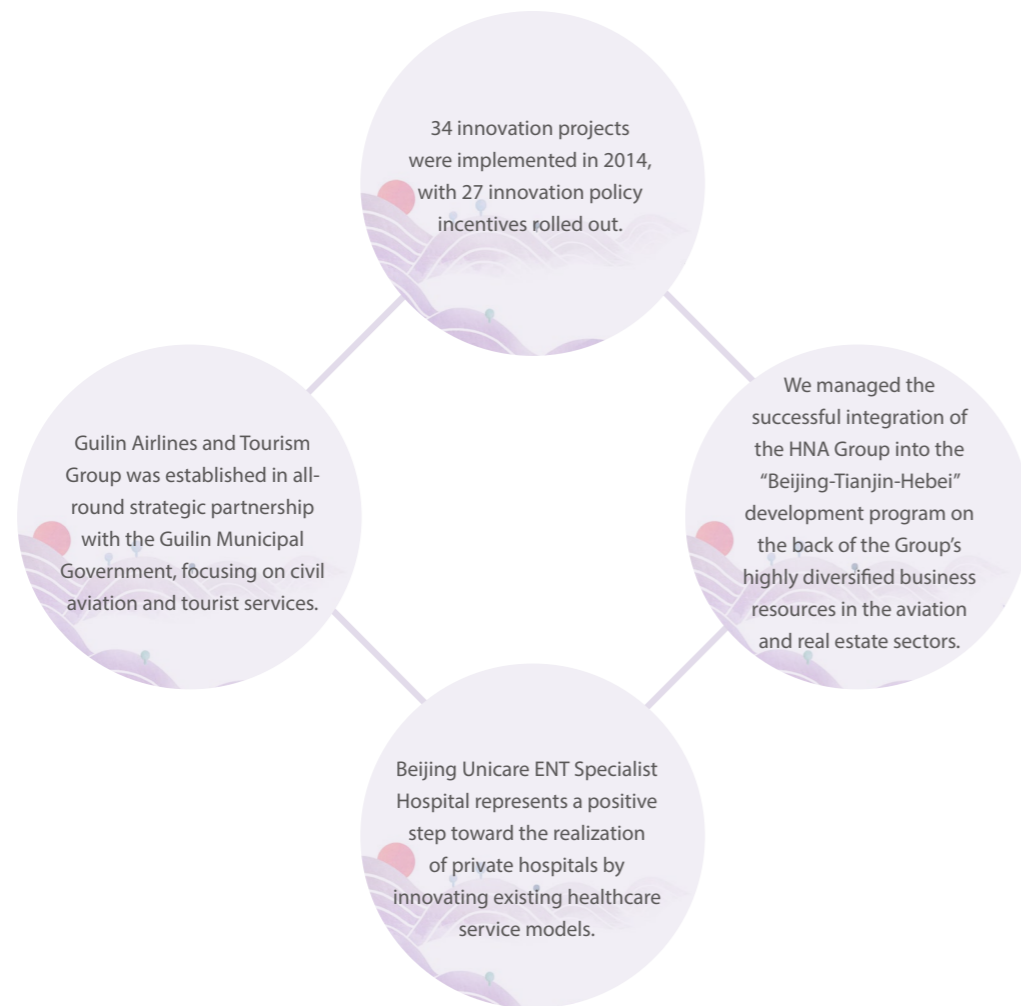 34 innovation projects
were implemented in 2014,
with 27 innovation policy
incentives rolled out.
Guilin Airlines and Tourism
Group was established in all-
round strategic partnership
with the Guilin Municipal
Government, focusing on civil
aviation and tourist services.
We managed the
successful integration of
the HNA Group into the
“Beijing-Tianjin-Hebei”
development program on
the back of the Group’s
highly diversified business
resources in the aviation
and real estate sectors.
Beijing Unicare ENT Specialist
Hospital represents a positive
step toward the realization
of private hospitals by
innovating existing healthcare
service models.